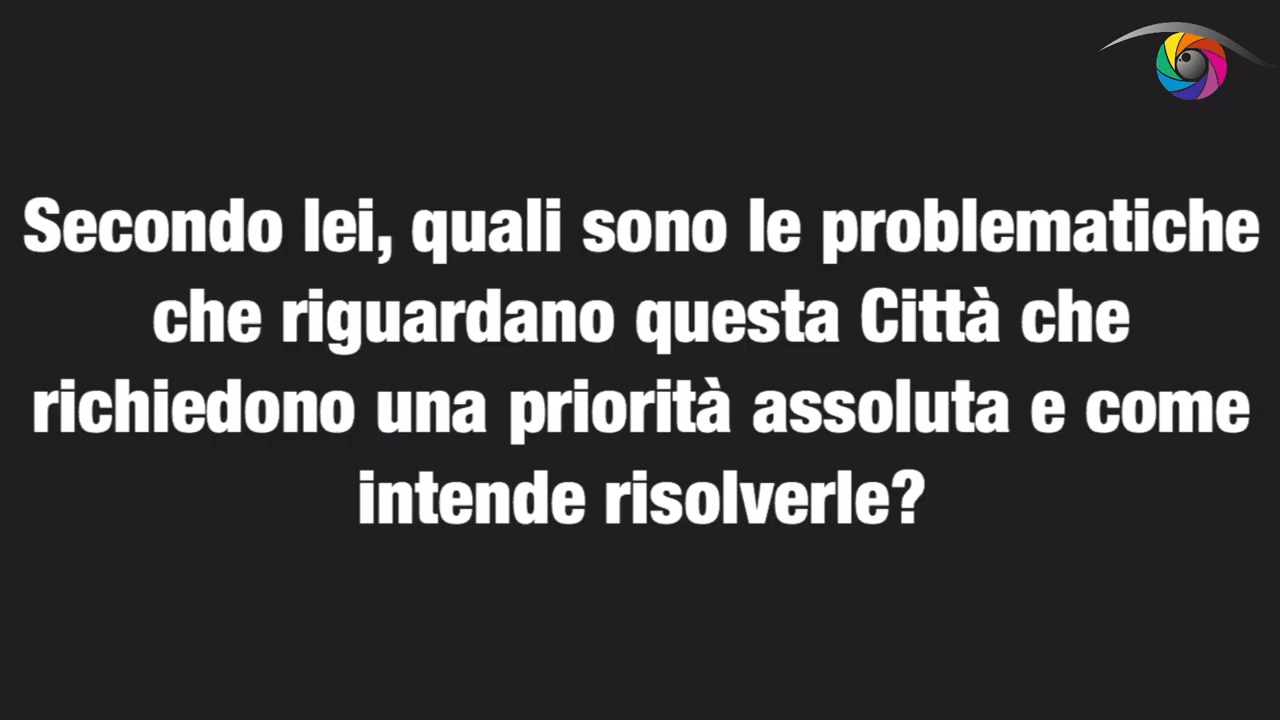 Secondo lei, quali sono le problematiche
che riguardano questa Città che
richiedono una priorità assoluta e come
intende risolverle?